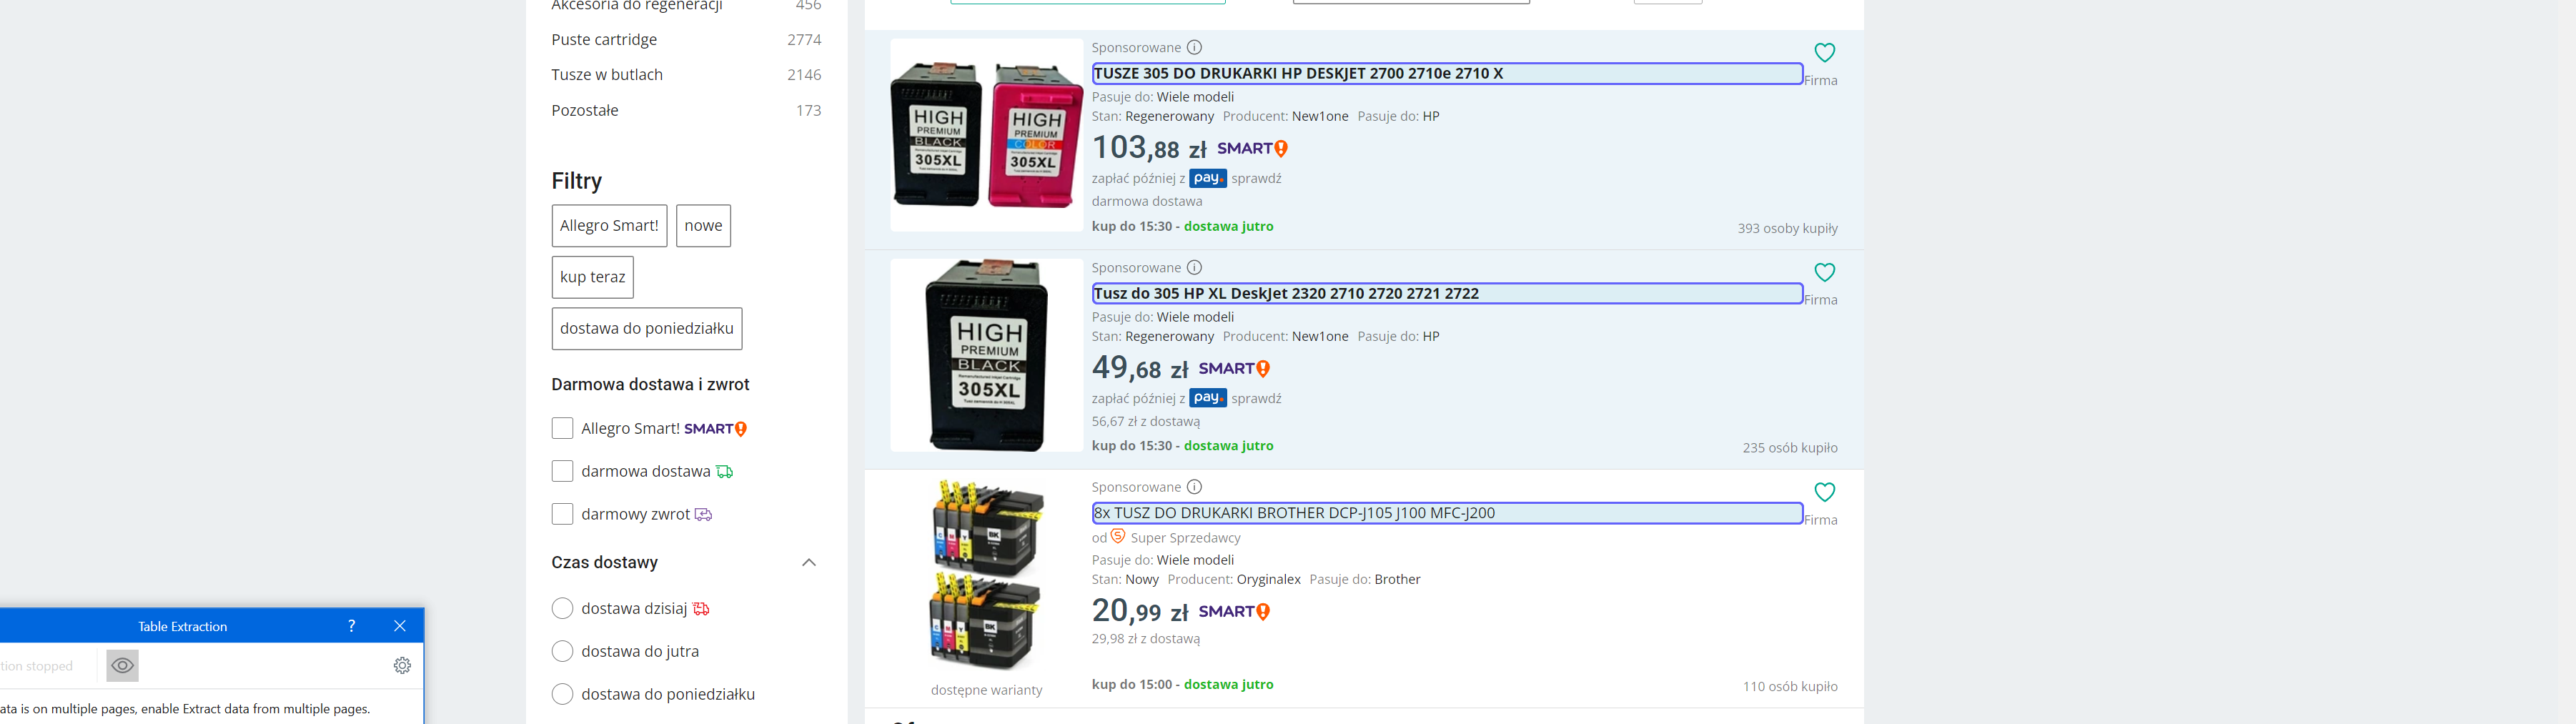 Akcesoria do regeneracji 456
Puste cartridge 2774
Tusze w butlach 2146
Pozostałe 173
Filtry
Allegro Smart! nowe
kup teraz
dostawa do poniedziałku
Darmowa dostawa i zwrot
Allegro Smart! SMART!
darmowa dostawa
darmowy zwrot
Czas dostawy
dostawa dzisiaj
dostawa do jutra
dostawa do poniedziałku
Table Extraction ?
tion stopped
ata is on multiple pages, enable Extract data from multiple pages.
HIGH
PREMIUM
BLACK
305XL
HIGH
PREMIUM
COLOR
305XL
Sponsorowane
TUSZE 305 DO DRUKARKI HP DESKJET 2700 2710e 2710 X
Firma
Pasuje do: Wiele modeli
Stan: Regenerowany Producent: New1one Pasuje do: HP
103,88 zł SMART!
zapłać później z pay. sprawdź
darmowa dostawa
kup do 15:30 - dostawa jutro
393 osoby kupiły
HIGH
PREMIUM
BLACK
305XL
Sponsorowane
Tusz do 305 HP XL DeskJet 2320 2710 2720 2721 2722
Firma
Pasuje do: Wiele modeli
Stan: Regenerowany Producent: New1one Pasuje do: HP
49,68 zł SMART!
zapłać później z pay. sprawdź
56,67 zł z dostawą
kup do 15:30 - dostawa jutro
235 osób kupiło
C M Y BK
C M Y BK
dostępne warianty
Sponsorowane
8x TUSZ DO DRUKARKI BROTHER DCP-J105 J100 MFC-J200
Firma
od Super Sprzedawcy
Pasuje do: Wiele modeli
Stan: Nowy Producent: Oryginalex Pasuje do: Brother
20,99 zł SMART!
29,98 zł z dostawą
kup do 15:00 - dostawa jutro
110 osób kupiło